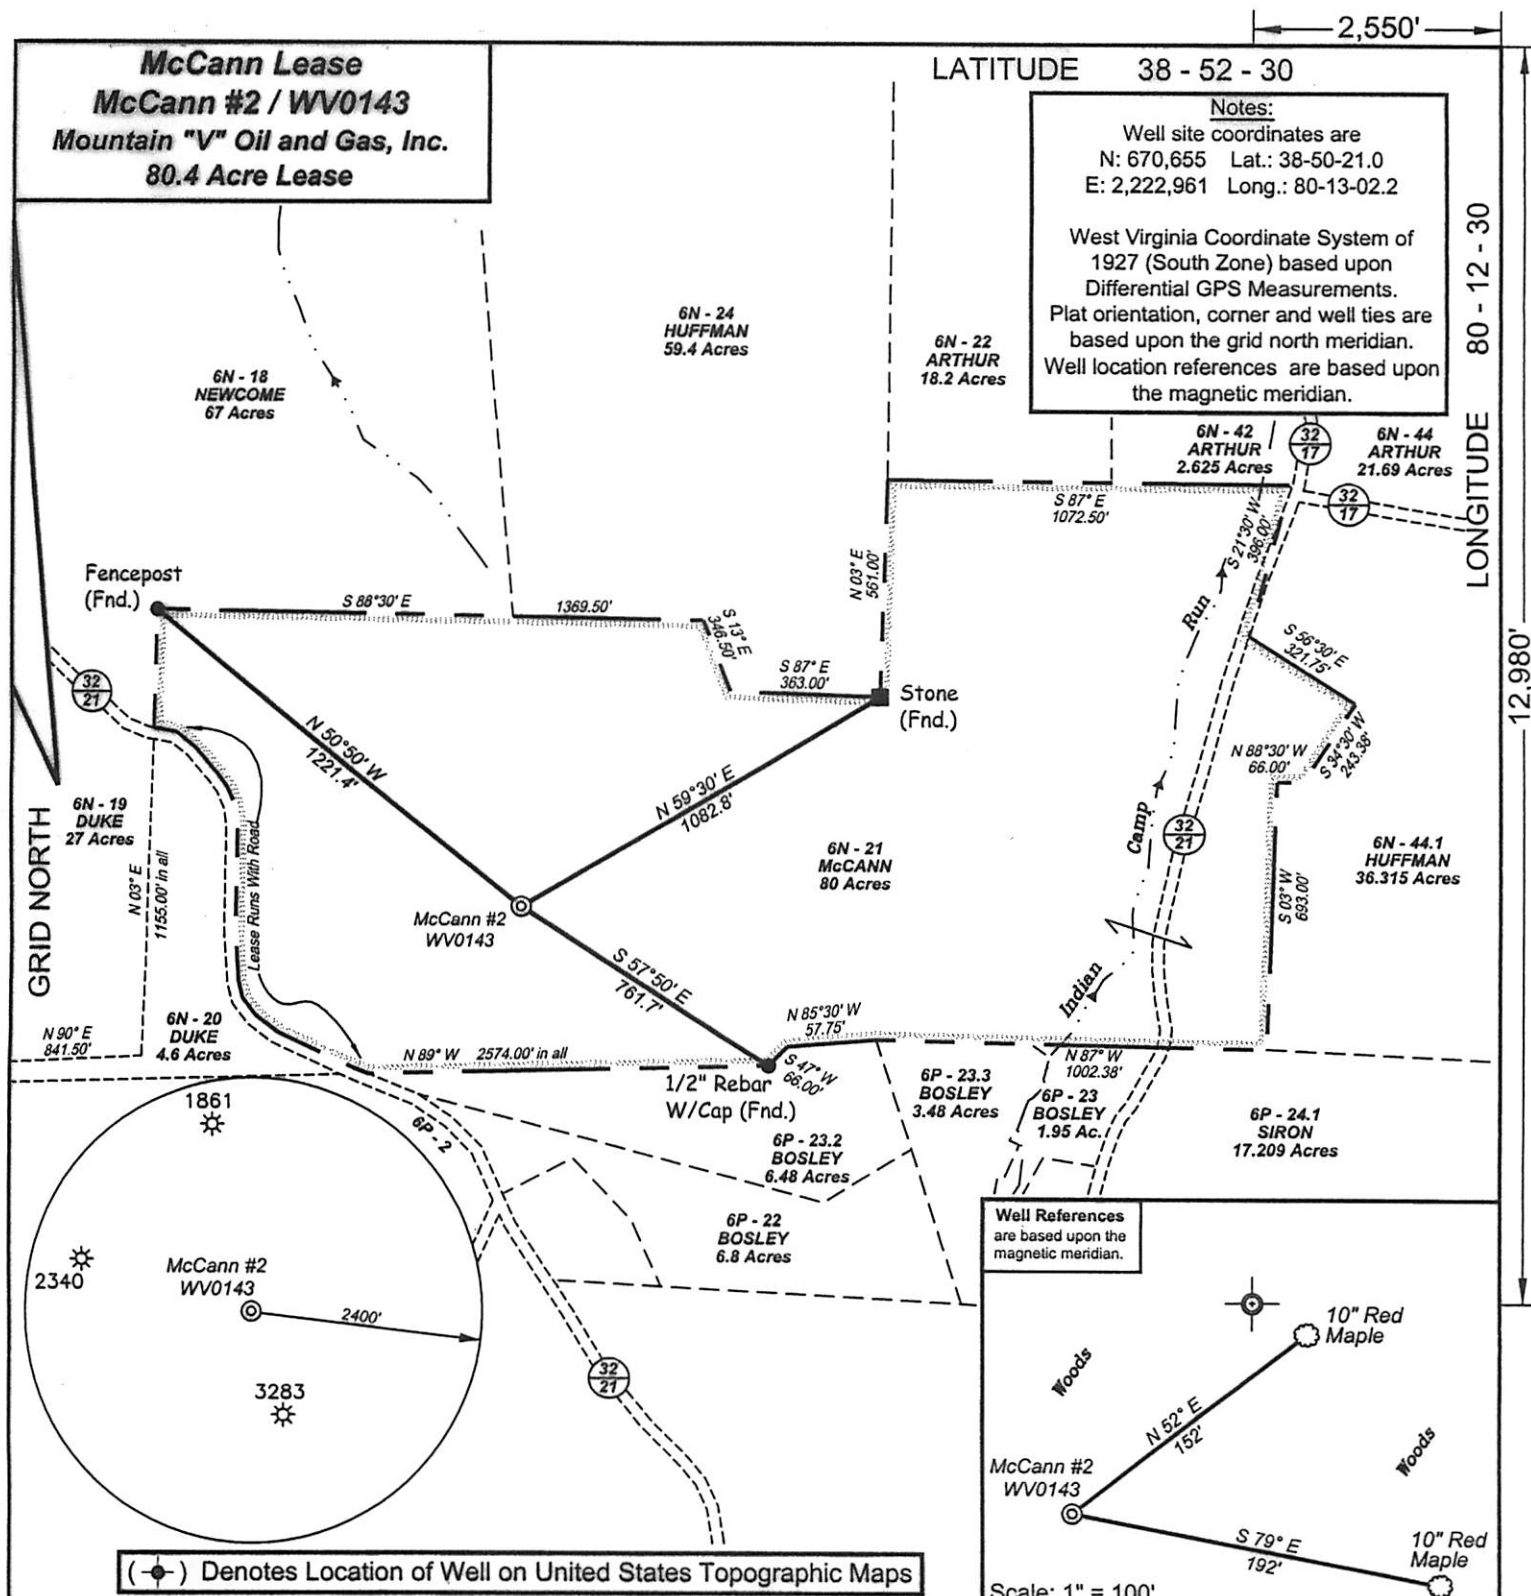 2,550'
McCann Lease
McCann #2 / WV0143
Mountain "V" Oil and Gas, Inc.
80.4 Acre Lease
LATITUDE 38 - 52 - 30
Notes:
Well site coordinates are
N: 670,655 Lat.: 38-50-21.0
E: 2,222,961 Long.: 80-13-02.2
West Virginia Coordinate System of
1927 (South Zone) based upon
Differential GPS Measurements.
Plat orientation, corner and well ties are
based upon the grid north meridian.
Well location references are based upon
the magnetic meridian.
LONGITUDE 80 - 12 - 30
12,980'
6N - 24
HUFFMAN
59.4 Acres
6N - 22
ARTHUR
18.2 Acres
6N - 18
NEWCOME
67 Acres
6N - 42
ARTHUR
2.625 Acres
32
17
6N - 44
ARTHUR
21.69 Acres
32
17
S 87° E
1072.50'
S 21°30' W
396.00'
N 03° E
561.00'
Fencepost
(Fnd.)
S 88°30' E
1369.50'
S 13° E
346.50'
S 87° E
363.00'
Stone
(Fnd.)
Run
S 56°30' E
321.75'
32
21
N 50°50' W
1221.4'
N 59°30' E
1082.8'
N 88°30' W
66.00'
S 34°30' W
243.38'
6N - 19
DUKE
27 Acres
GRID NORTH
N 03° E
1155.00' in all
Lease Runs With Road
6N - 21
McCANN
80 Acres
Camp
32
21
6N - 44.1
HUFFMAN
36.315 Acres
S 03° W
693.00'
McCann #2
WV0143
S 57°50' E
761.7'
Indian
N 85°30' W
57.75'
6N - 20
DUKE
4.6 Acres
N 90° E
841.50'
N 89° W 2574.00' in all
S 47° W
66.00'
N 87° W
1002.38'
1/2" Rebar
W/Cap (Fnd.)
6P - 23.3
BOSLEY
3.48 Acres
6P - 23
BOSLEY
1.95 Ac.
6P - 24.1
SIRON
17.209 Acres
6P - 2
6P - 23.2
BOSLEY
6.48 Acres
6P - 22
BOSLEY
6.8 Acres
1861
2340
McCann #2
WV0143
2400'
3283
32
21
Well References
are based upon the
magnetic meridian.
10" Red
Maple
Woods
N 52° E
152'
Woods
McCann #2
WV0143
S 79° E
192'
10" Red
Maple
Scale: 1" = 100'
( ) Denotes Location of Well on United States Topographic Maps